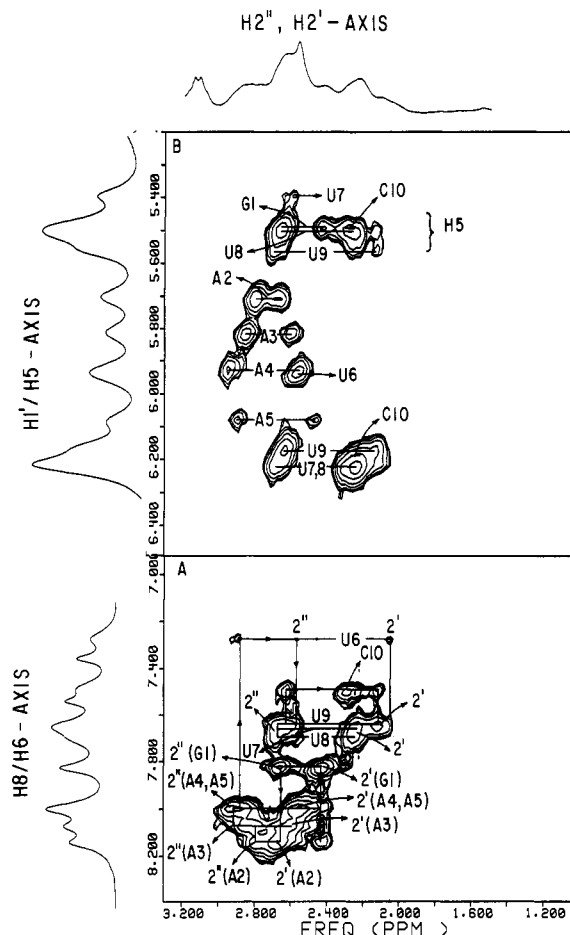 H2", H2' - AXIS
B
5.400
5.600
5.800
6.000
6.200
6.400
H1'/H5 - AXIS
U7
G1
C10
H5
U8
U9
A2
A3
A4
U6
A5
C10
U9
U7,8
A
7.000
7.400
7.800
8.200
H8/H6 - AXIS
2"
U6
2'
C10
2"
U9
2'
U8
U7
2'
2"(G1)
2'(G1)
2"(A4,A5)
2'(A4,A5)
2'(A3)
2"(A3)
2"(A2)
2'(A2)
3.200
2.800
2.400
2.000
1.600
1.200
FREQ (PPM)